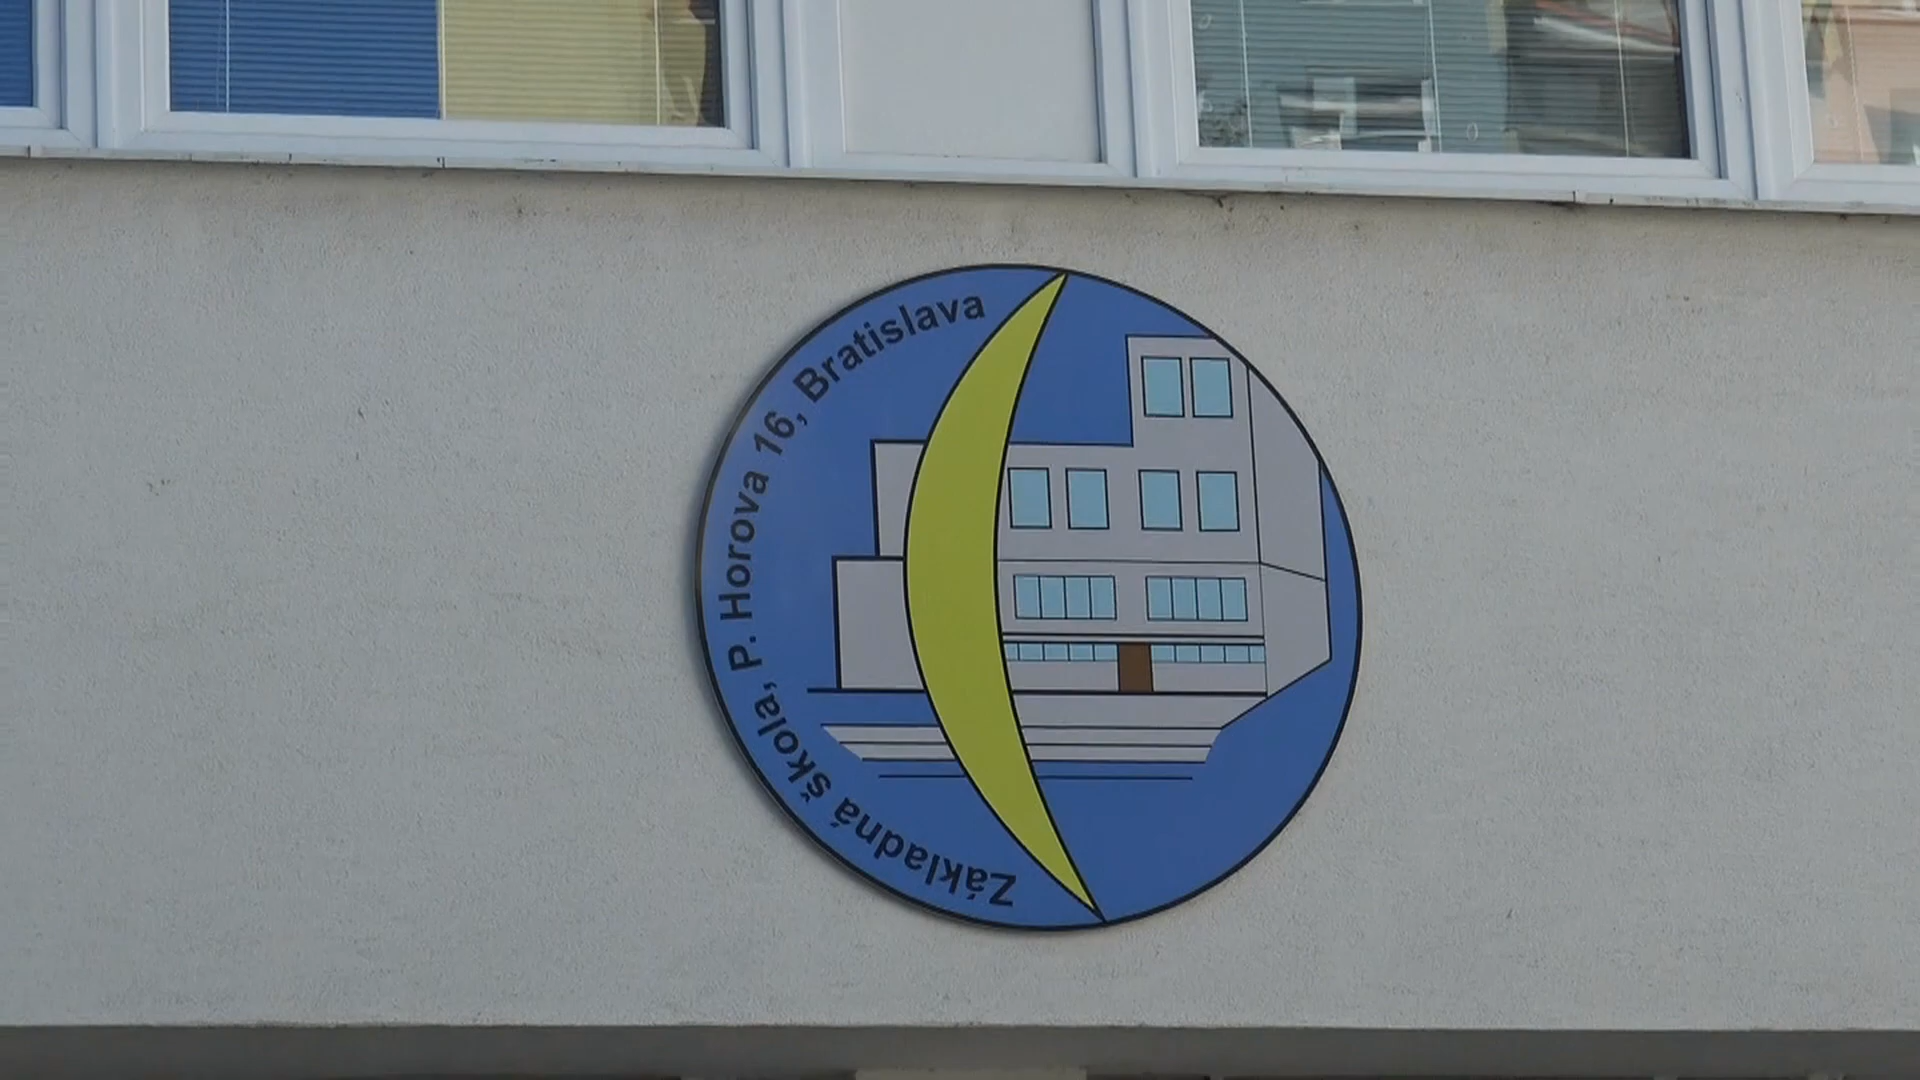 Základná škola, P. Horova 16, Bratislava